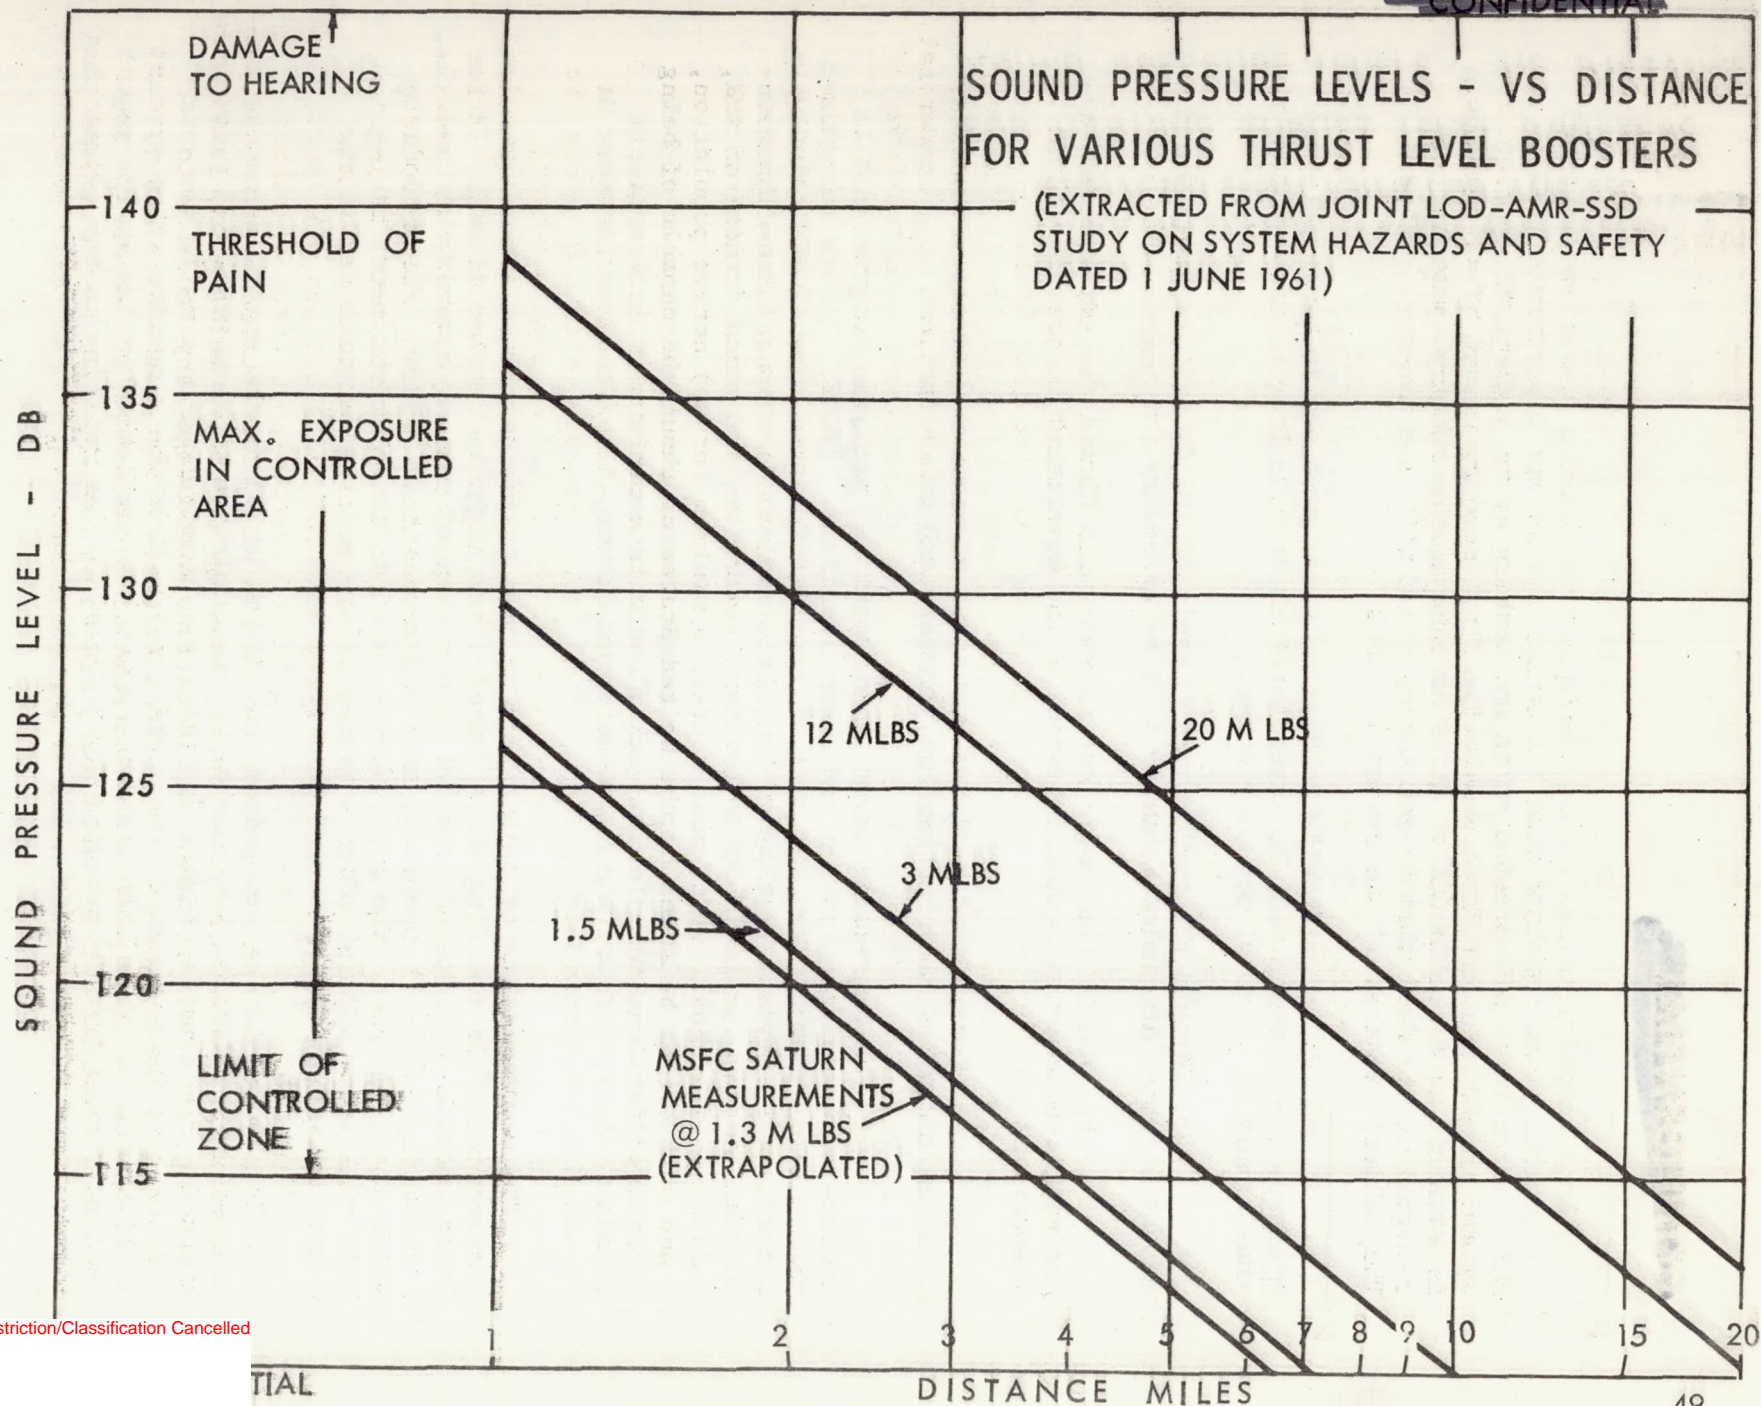 CONFIDENTIAL
DAMAGE
TO HEARING
SOUND PRESSURE LEVELS - VS DISTANCE
FOR VARIOUS THRUST LEVEL BOOSTERS
(EXTRACTED FROM JOINT LOD-AMR-SSD
STUDY ON SYSTEM HAZARDS AND SAFETY
DATED 1 JUNE 1961)
140
THRESHOLD OF
PAIN
135
MAX. EXPOSURE
IN CONTROLLED
AREA
130
12 MLBS
20 M LBS
125
3 MLBS
1.5 MLBS
120
LIMIT OF
CONTROLLED
ZONE
MSFC SATURN
MEASUREMENTS
@ 1.3 M LBS
(EXTRAPOLATED)
115
SOUND PRESSURE LEVEL - DB
1 2 3 4 5 6 7 8 9 10 15 20
striction/Classification Cancelled
TIAL
DISTANCE MILES
49